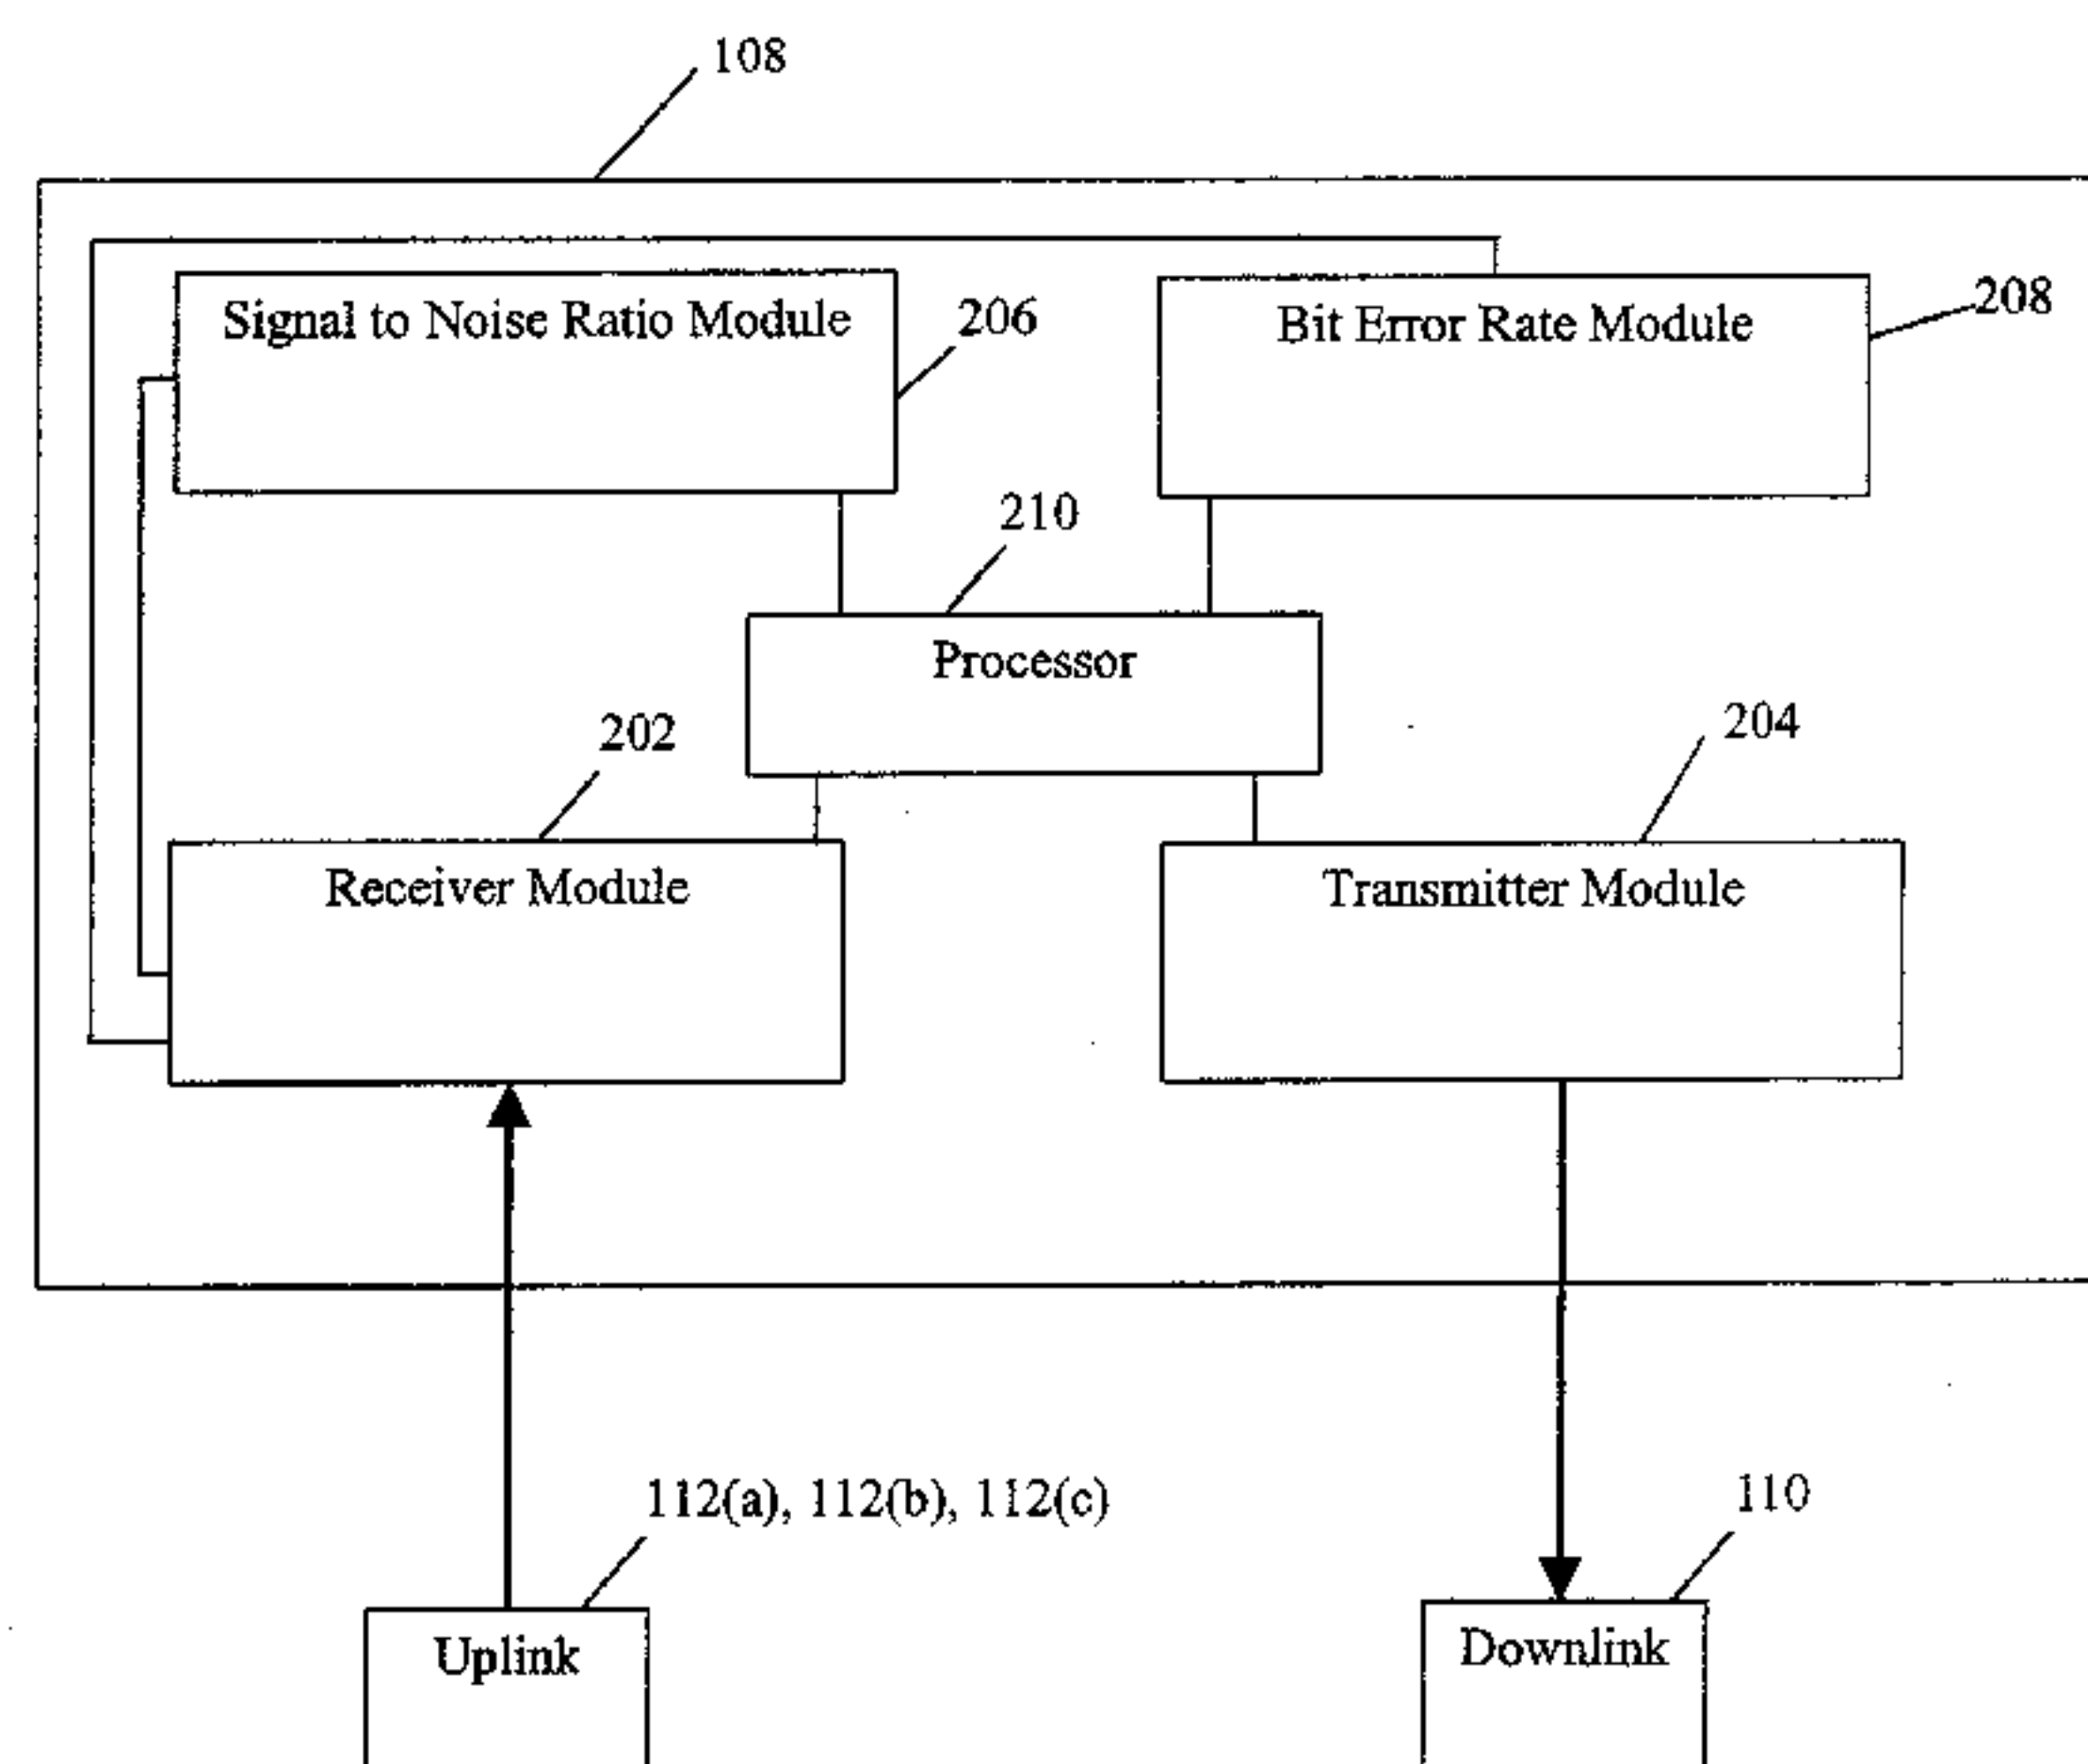 108
Signal to Noise Ratio Module
206
Bit Error Rate Module
208
210
Processor
202
204
Receiver Module
Transmitter Module
112(a), 112(b), 112(c)
110
Uplink
Downlink